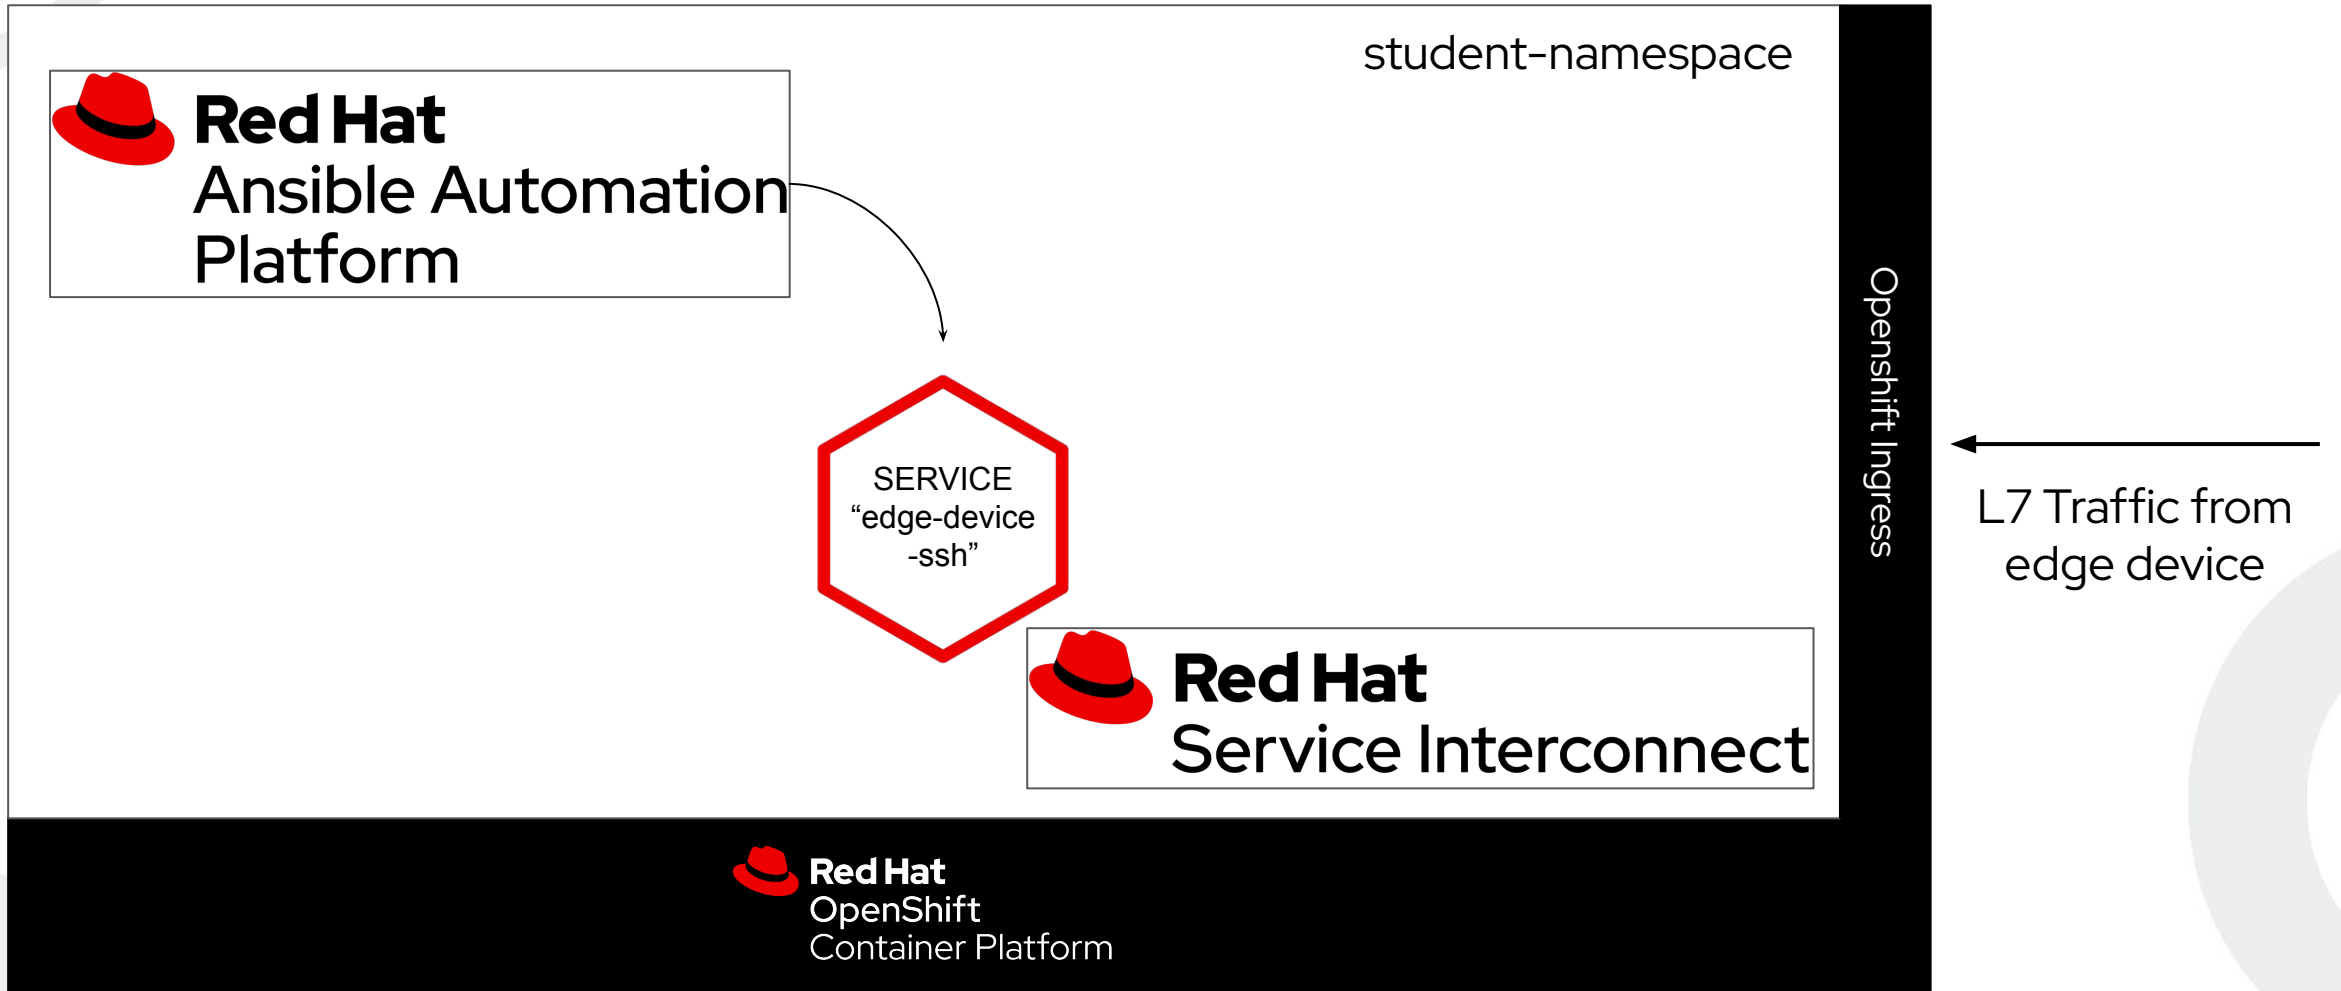 student-namespace
Red Hat
Ansible Automation
Platform
Openshift Ingress
SERVICE
“edge-device
-ssh”
L7 Traffic from
edge device
Red Hat
Service Interconnect
Red Hat
OpenShift
Container Platform